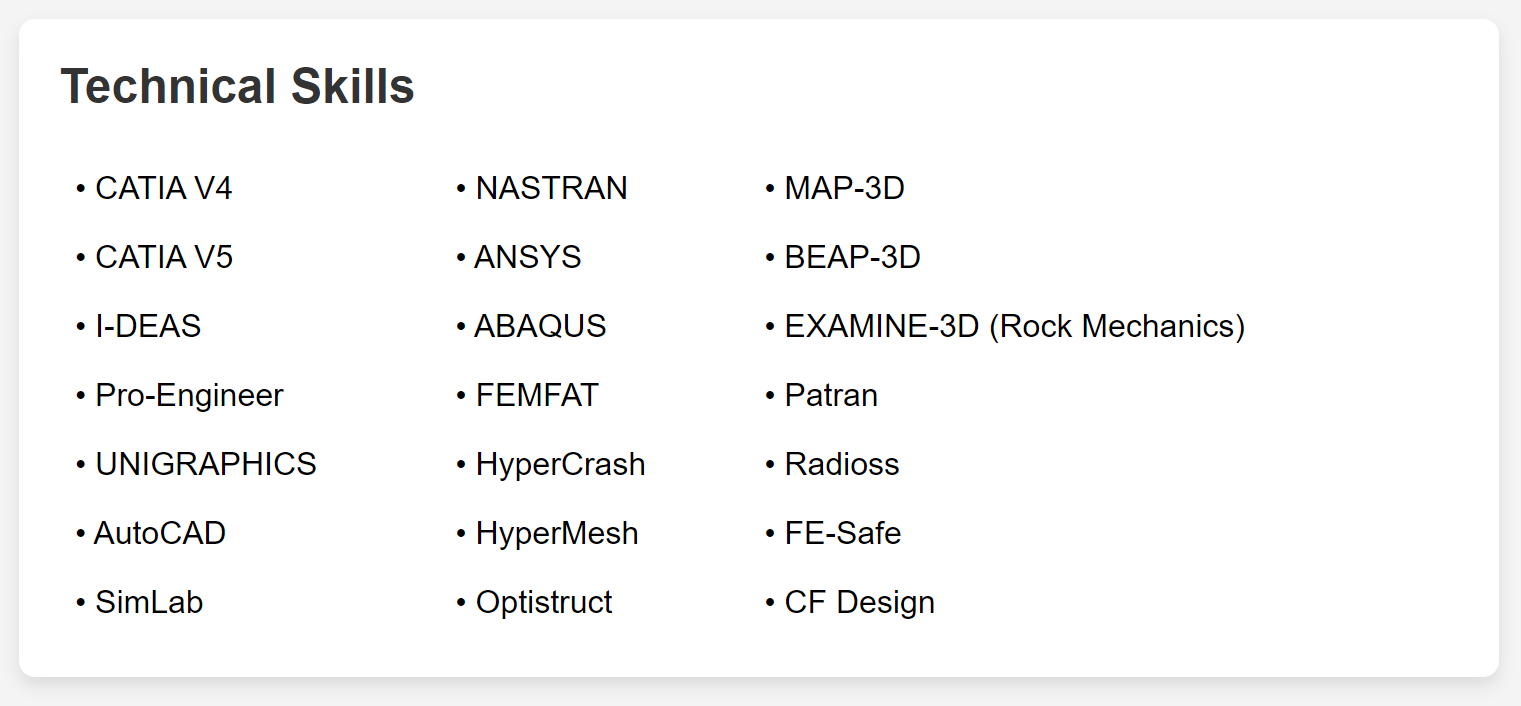 Technical Skills
• CATIA V4
• CATIA V5
• I-DEAS
• Pro-Engineer
• UNIGRAPHICS
• AutoCAD
• SimLab
• NASTRAN
• ANSYS
• ABAQUS
• FEMFAT
• HyperCrash
• HyperMesh
• Optistruct
• MAP-3D
• BEAP-3D
• EXAMINE-3D (Rock Mechanics)
• Patran
• Radioss
• FE-Safe
• CF Design